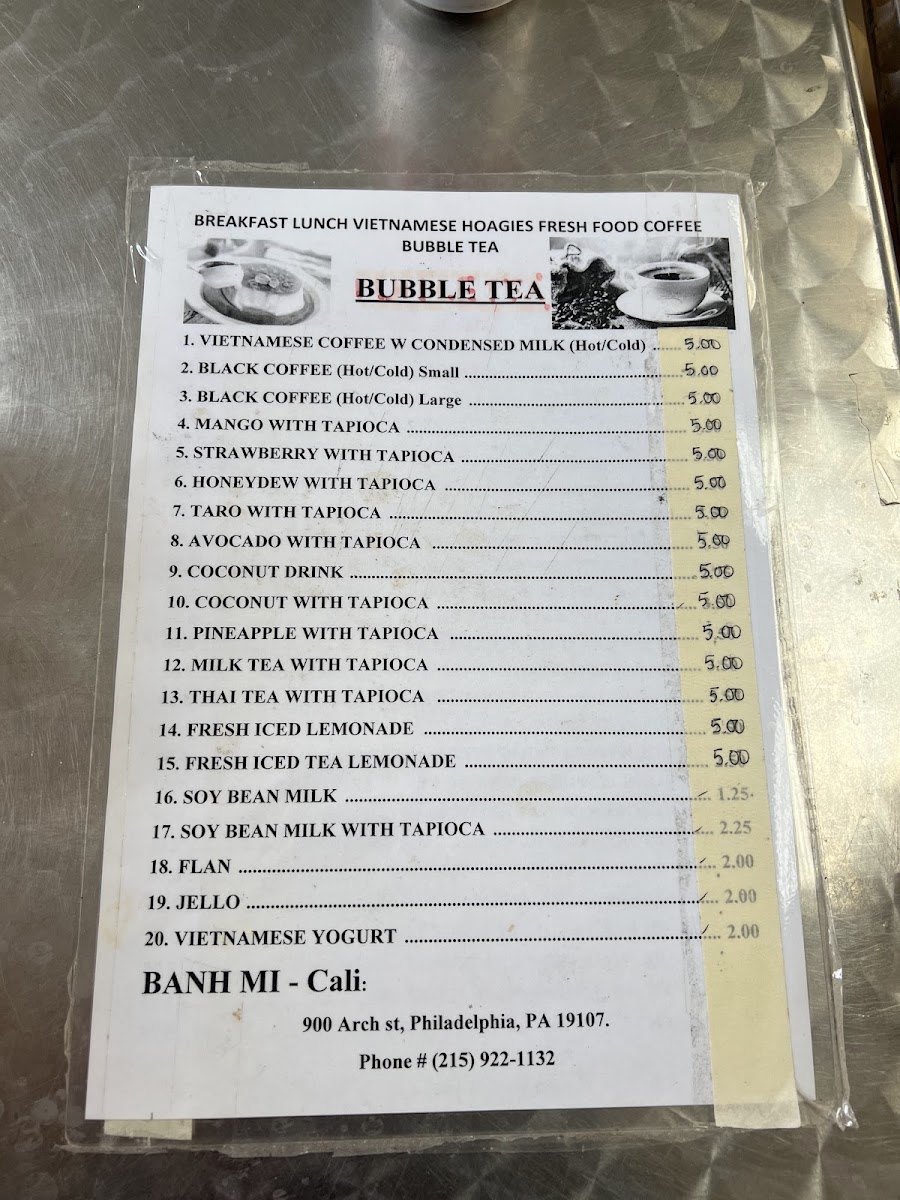 BREAKFAST LUNCH VIETNAMESE HOAGIES FRESH FOOD COFFEE
BUBBLE TEA
BUBBLE TEA
1. VIETNAMESE COFFEE W CONDENSED MILK (Hot/Cold) ...... 5.00
2. BLACK COFFEE (Hot/Cold) Small ...... 5.00
3. BLACK COFFEE (Hot/Cold) Large ...... 5.00
4. MANGO WITH TAPIOCA ...... 5.00
5. STRAWBERRY WITH TAPIOCA ...... 5.00
6. HONEYDEW WITH TAPIOCA ...... 5.00
7. TARO WITH TAPIOCA ...... 5.00
8. AVOCADO WITH TAPIOCA ...... 5.00
9. COCONUT DRINK ...... 5.00
10. COCONUT WITH TAPIOCA ...... 5.00
11. PINEAPPLE WITH TAPIOCA ...... 5.00
12. MILK TEA WITH TAPIOCA ...... 5.00
13. THAI TEA WITH TAPIOCA ...... 5.00
14. FRESH ICED LEMONADE ...... 5.00
15. FRESH ICED TEA LEMONADE ...... 5.00
16. SOY BEAN MILK ...... 1.25
17. SOY BEAN MILK WITH TAPIOCA ...... 2.25
18. FLAN ...... 2.00
19. JELLO ...... 2.00
20. VIETNAMESE YOGURT ...... 2.00
BANH MI - Cali:
900 Arch st, Philadelphia, PA 19107.
Phone # (215) 922-1132